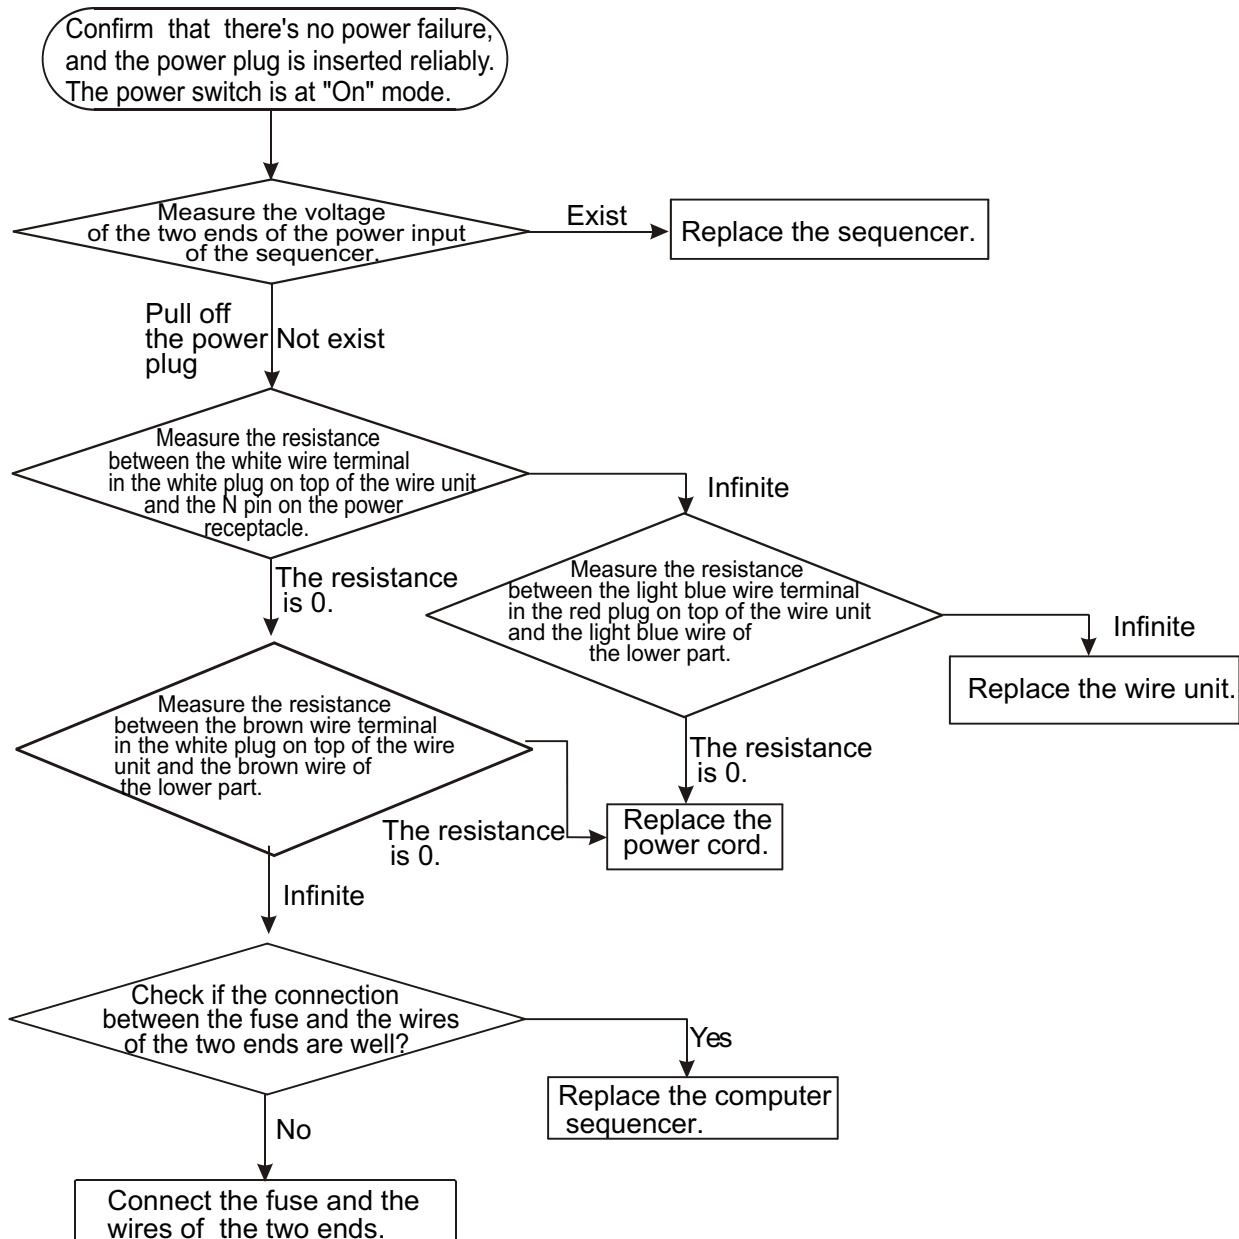 Confirm that there's no power failure,
and the power plug is inserted reliably.
The power switch is at "On" mode.
Measure the voltage
of the two ends of the power input
of the sequencer.
Exist
Replace the sequencer.
Pull off
the power
plug
Not exist
Measure the resistance
between the white wire terminal
in the white plug on top of the wire unit
and the N pin on the power
receptacle.
Infinite
The resistance
is 0.
Measure the resistance
between the light blue wire terminal
in the red plug on top of the wire unit
and the light blue wire of
the lower part.
Infinite
Replace the wire unit.
Measure the resistance
between the brown wire terminal
in the white plug on top of the wire
unit and the brown wire of
the lower part.
The resistance
is 0.
The resistance
is 0.
Replace the
power cord.
Infinite
Check if the connection
between the fuse and the wires
of the two ends are well?
Yes
Replace the computer
sequencer.
No
Connect the fuse and the
wires of the two ends.